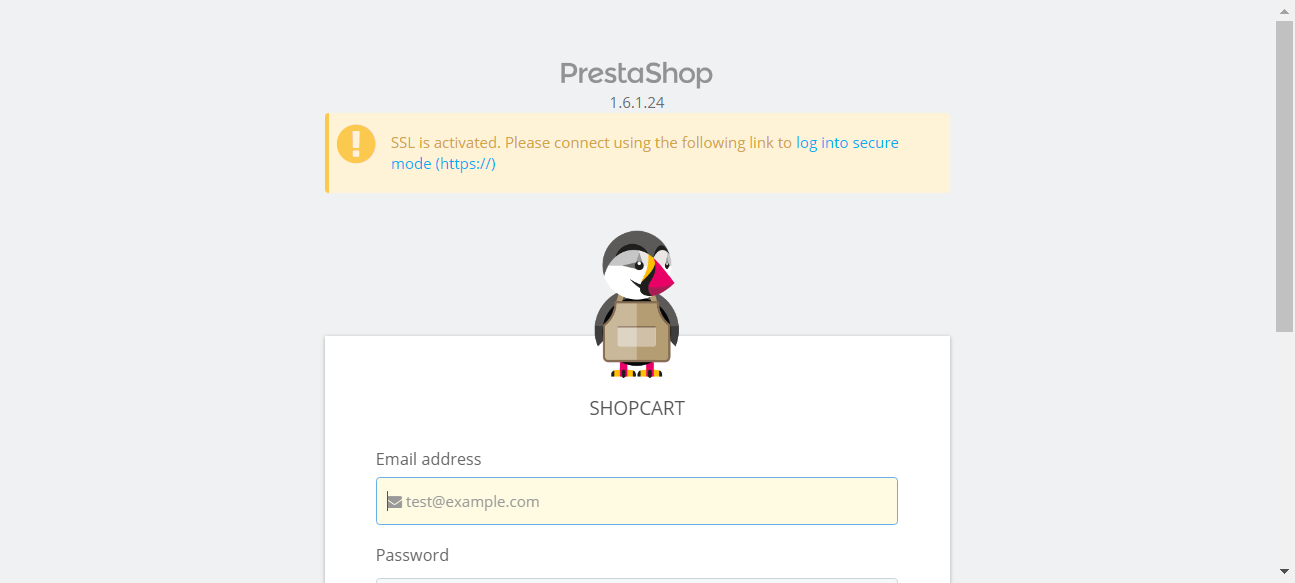 PrestaShop
1.6.1.24
SSL is activated. Please connect using the following link to log into secure
mode (https://)
SHOPCART
Email address
test@example.com
Password